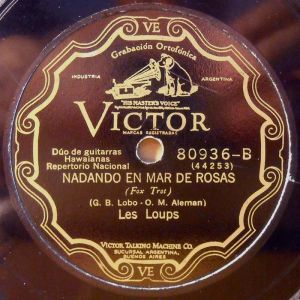 VE
Grabación Ortofónica
INDUSTRIA
ARGENTINA
"HIS MASTER'S VOICE"
VICTOR
MARCAS REGISTRADAS
Dúo de guitarras
Hawaianas
Repertorio Nacional
80936-B
(44253)
NADANDO EN MAR DE ROSAS
(Fox Trot)
(G. B. Lobo - O. M. Aleman)
Les Loups
VICTOR TALKING MACHINE CO.
SUCURSAL ARGENTINA,
BUENOS AIRES
VE